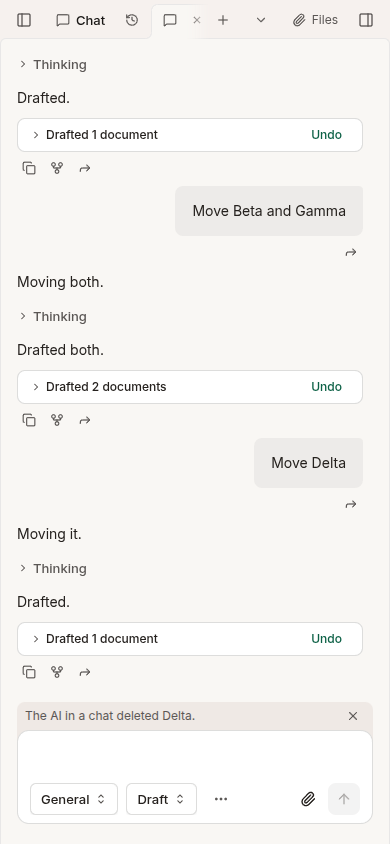 Chat
Files
Thinking
Drafted.
Drafted 1 document
Undo
Move Beta and Gamma
Moving both.
Thinking
Drafted both.
Drafted 2 documents
Undo
Move Delta
Moving it.
Thinking
Drafted.
Drafted 1 document
Undo
The AI in a chat deleted Delta.
General
Draft